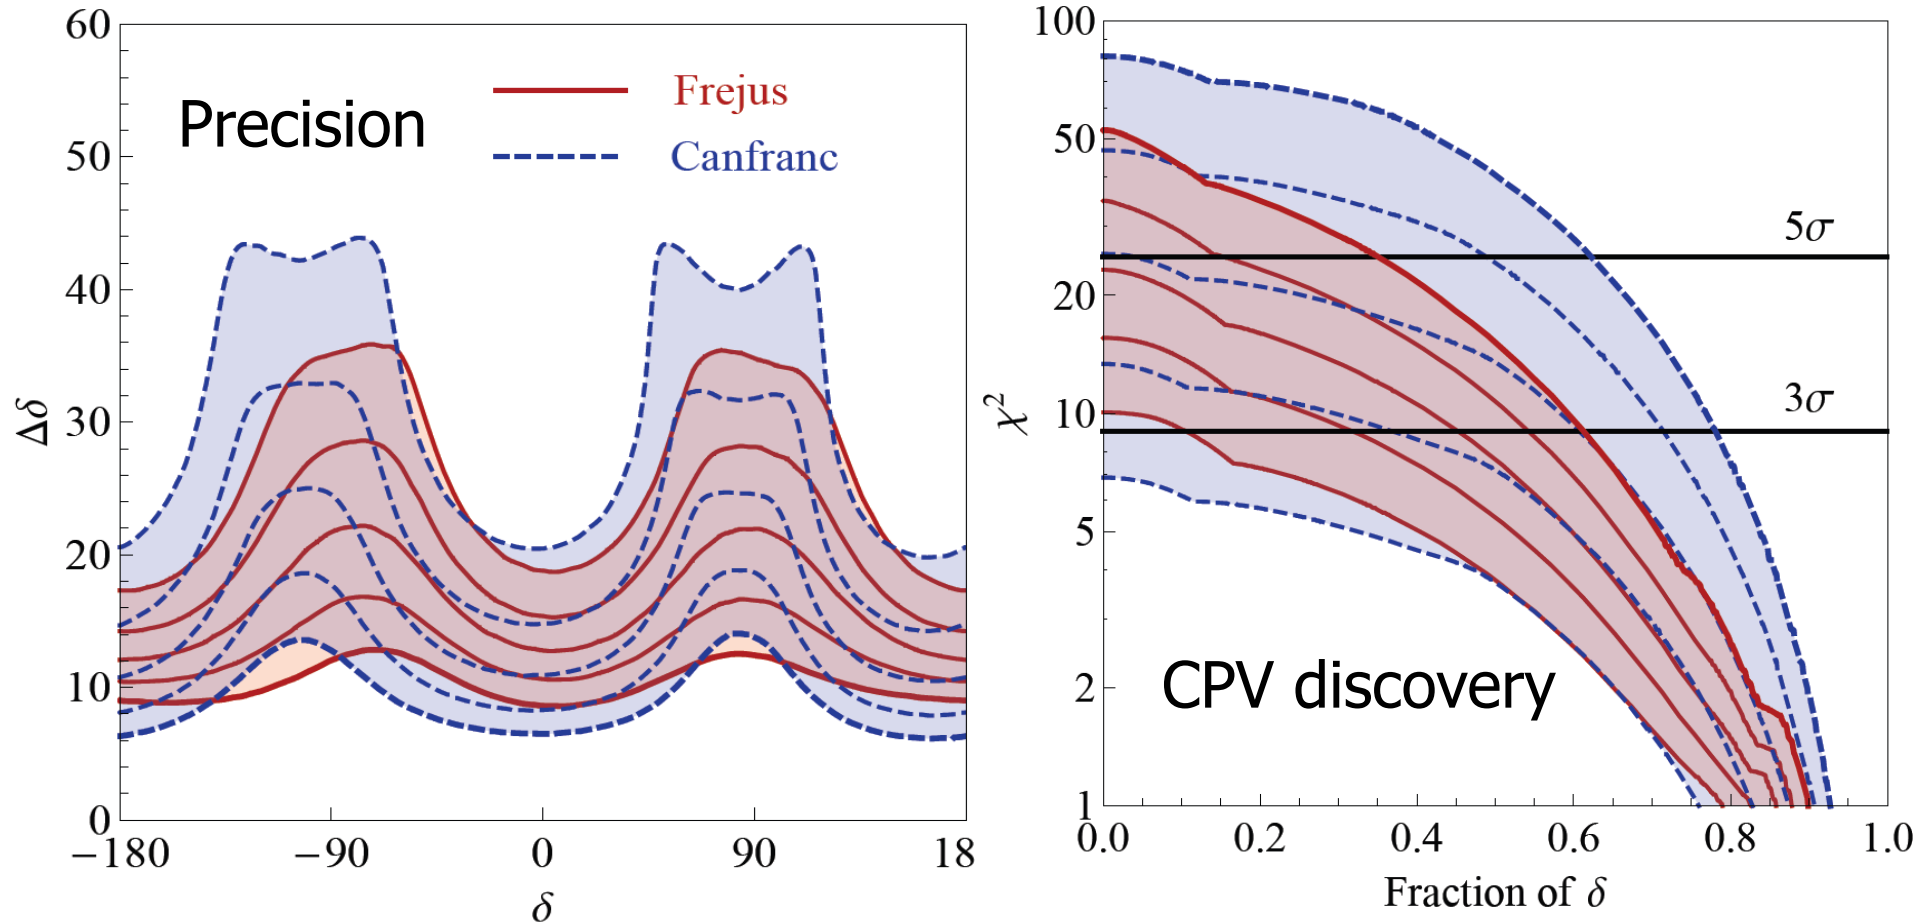 60
50
40
30
20
10
0
Δδ
Precision
Frejus
Canfranc
−180 −90 0 90 18
δ
100
50
20
10
5
2
1
χ²
5σ
3σ
CPV discovery
0.0 0.2 0.4 0.6 0.8 1.0
Fraction of δ